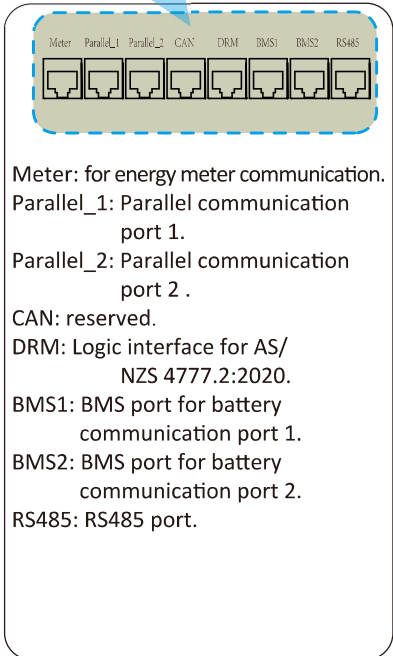 Meter Parallel_1 Parallel_2 CAN DRM BMS1 BMS2 RS485
Meter: for energy meter communication.
Parallel_1: Parallel communication
port 1.
Parallel_2: Parallel communication
port 2 .
CAN: reserved.
DRM: Logic interface for AS/
NZS 4777.2:2020.
BMS1: BMS port for battery
communication port 1.
BMS2: BMS port for battery
communication port 2.
RS485: RS485 port.